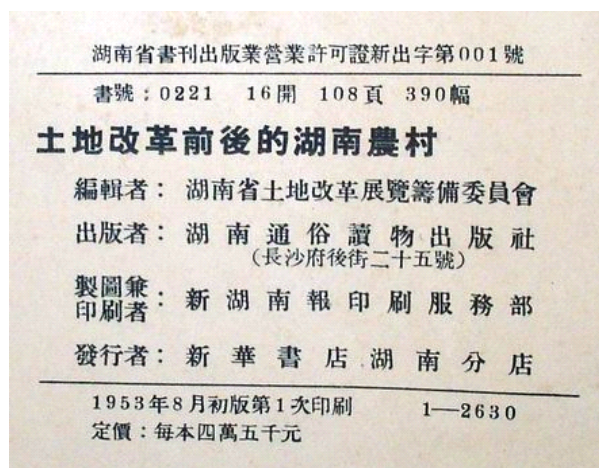 湖南省書刊出版業營業許可證新出字第001號
書號：0221 16開 108頁 390幅
土地改革前後的湖南農村
編輯者：湖南省土地改革展覽籌備委員會
出版者：湖南通俗讀物出版社
（長沙府後街二十五號）
製圖兼
印刷者：新湖南報印刷服務部
發行者：新華書店湖南分店
1953年8月初版第1次印刷 1—2630
定價：每本四萬五千元